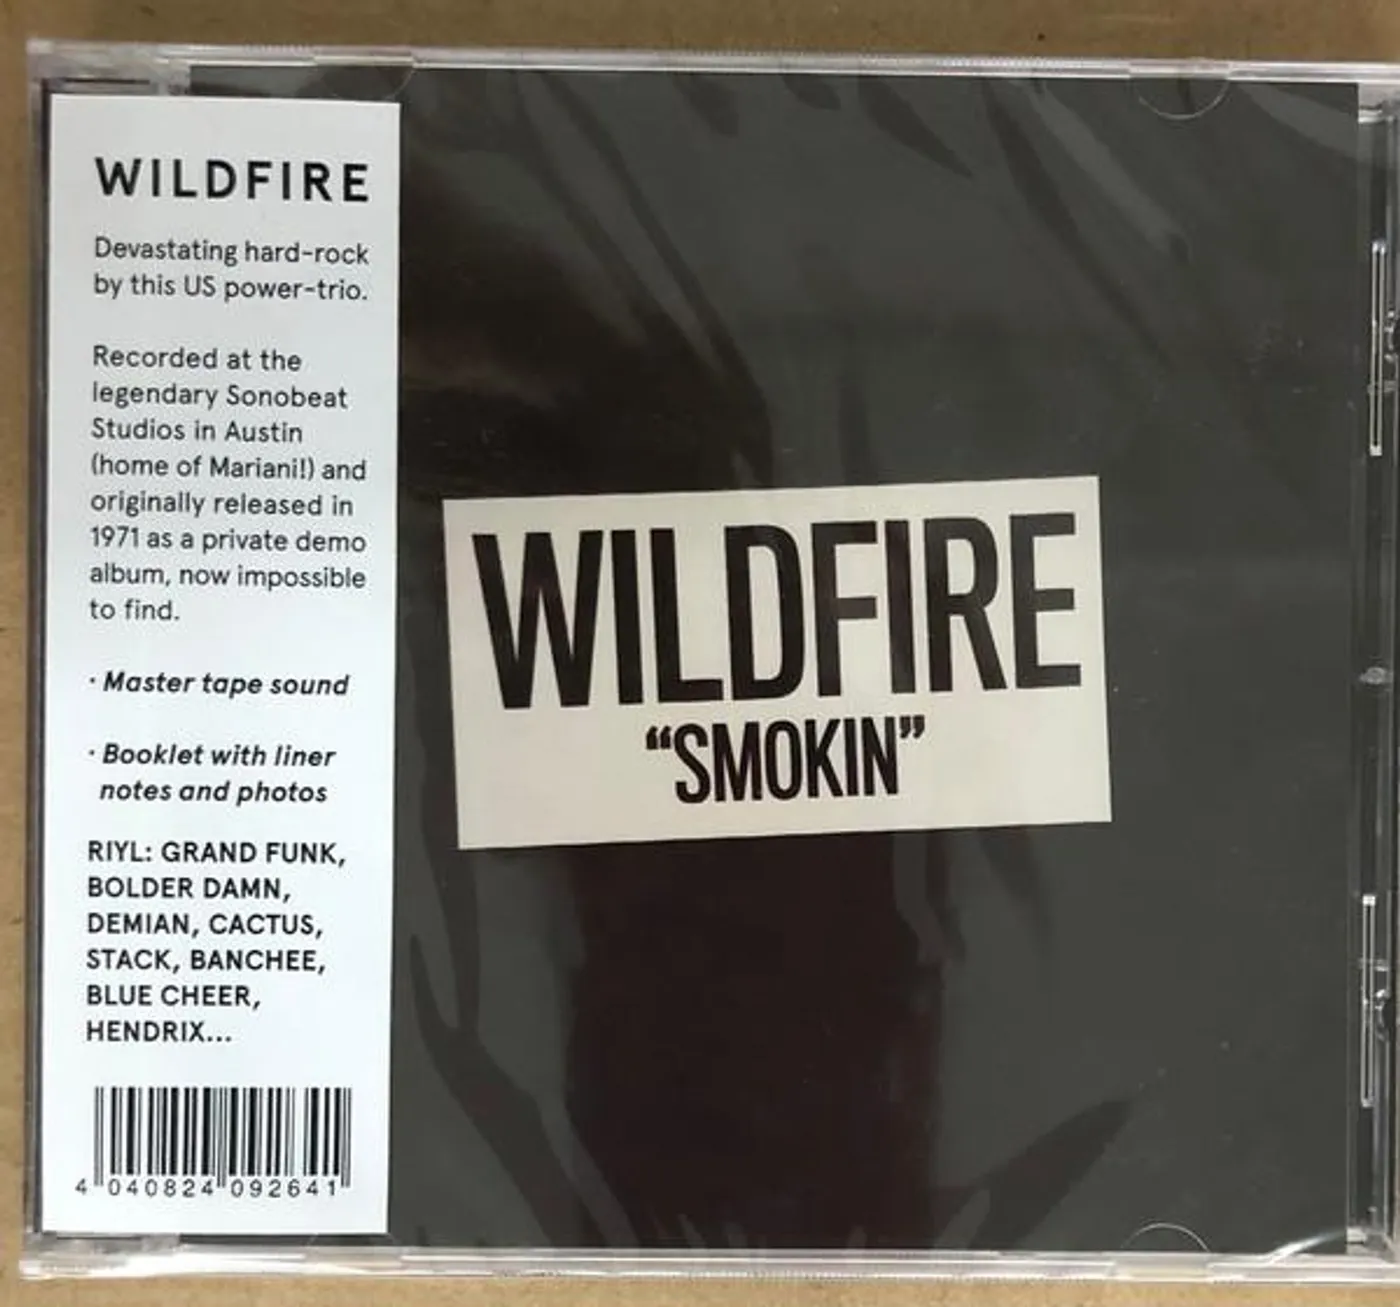 WILDFIRE
Devastating hard-rock
by this US power-trio.
Recorded at the
legendary Sonobeat
Studios in Austin
(home of Mariani!) and
originally released in
1971 as a private demo
album, now impossible
to find.
· Master tape sound
· Booklet with liner
notes and photos
RIYL: GRAND FUNK,
BOLDER DAMN,
DEMIAN, CACTUS,
STACK, BANCHEE,
BLUE CHEER,
HENDRIX...
4 040824 092641
WILDFIRE
“SMOKIN”